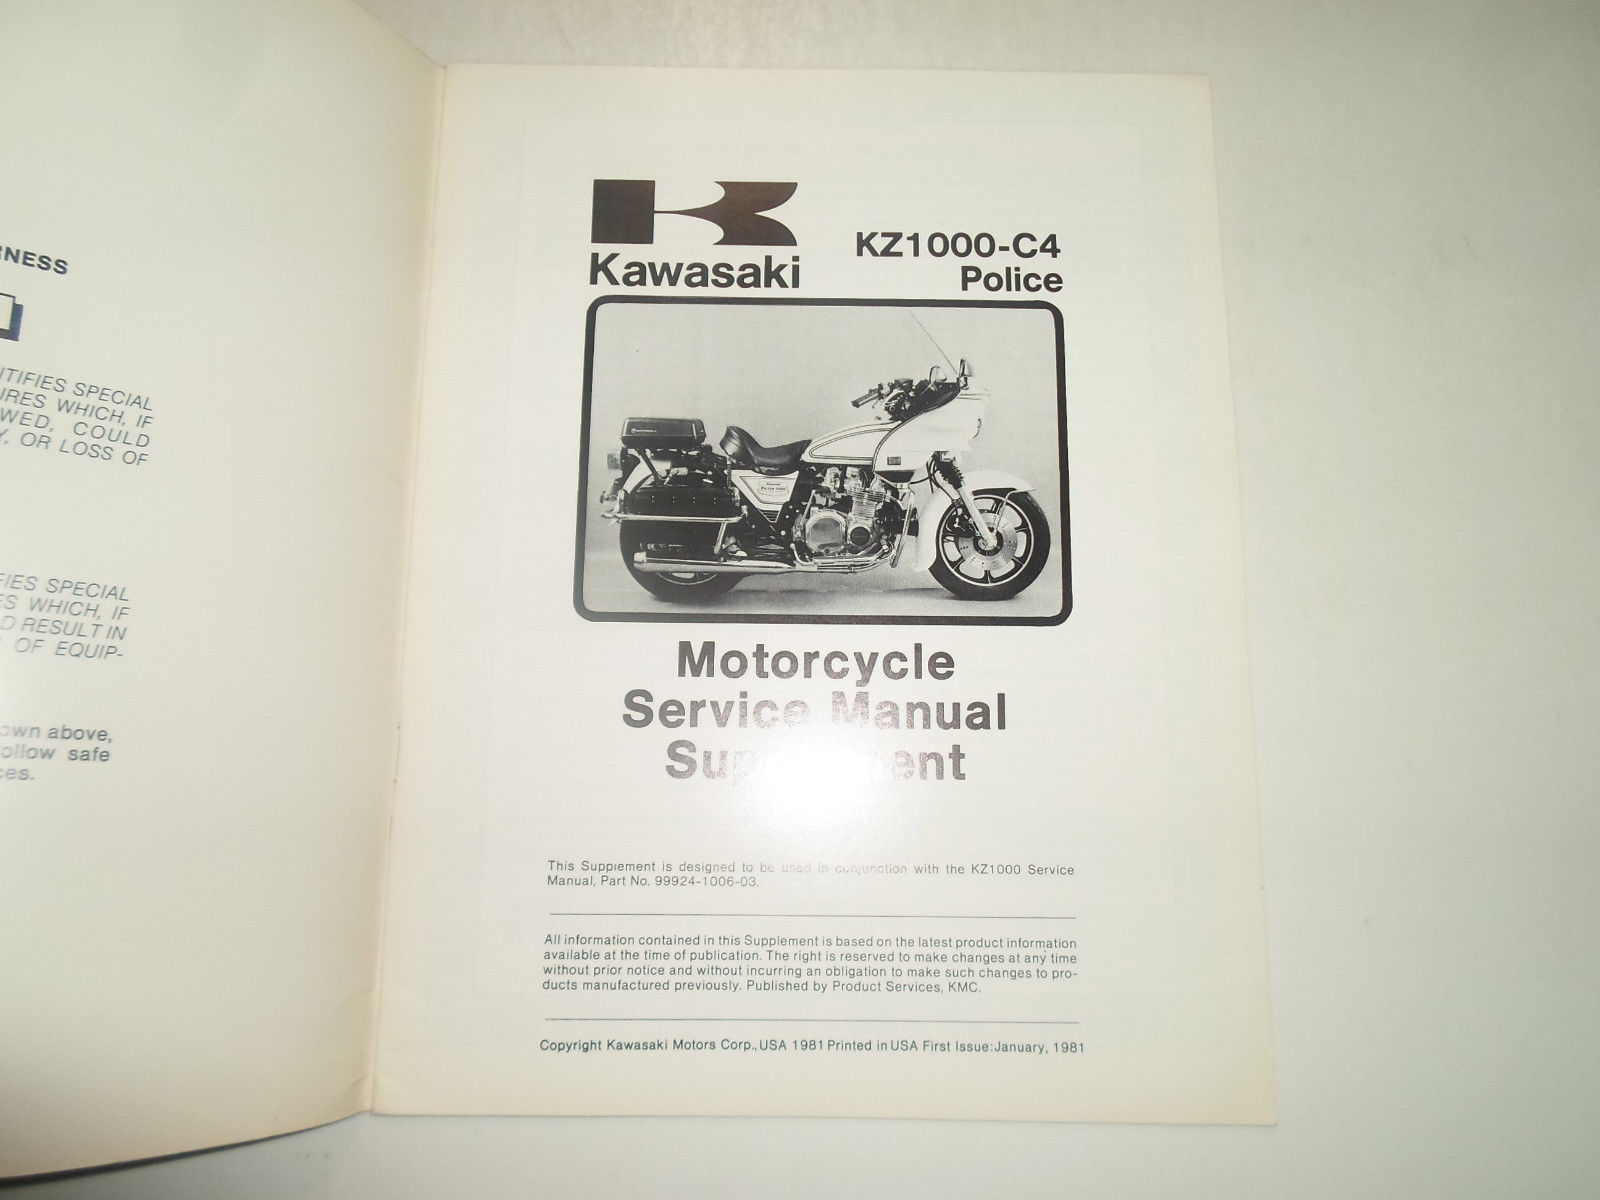 RNESS
NTIFIES SPECIAL
URES WHICH, IF
WED, COULD
Y, OR LOSS OF
FIES SPECIAL
S WHICH, IF
D RESULT IN
OF EQUIP-
own above,
ollow safe
ces.
Kawasaki
KZ1000-C4
Police
Motorcycle
Service Manual
Supplement
This Supplement is designed to be used in conjunction with the KZ1000 Service
Manual, Part No. 99924-1006-03.
All information contained in this Supplement is based on the latest product information
available at the time of publication. The right is reserved to make changes at any time
without prior notice and without incurring an obligation to make such changes to pro-
ducts manufactured previously. Published by Product Services, KMC.
Copyright Kawasaki Motors Corp., USA 1981 Printed in USA First Issue: January, 1981